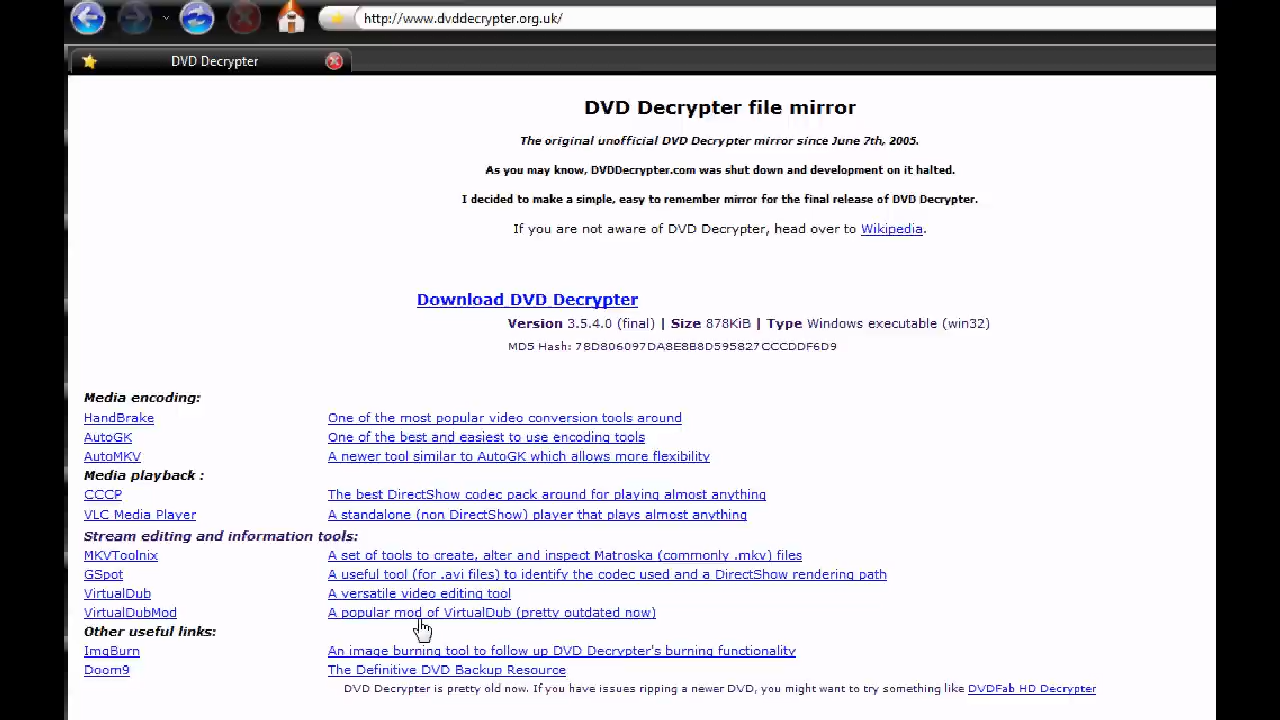 http://www.dvddecrypter.org.uk/
DVD Decrypter
DVD Decrypter file mirror
The original unofficial DVD Decrypter mirror since June 7th, 2005.
As you may know, DVDDecrypter.com was shut down and development on it halted.
I decided to make a simple, easy to remember mirror for the final release of DVD Decrypter.
If you are not aware of DVD Decrypter, head over to Wikipedia.
Download DVD Decrypter
Version 3.5.4.0 (final) | Size 878KiB | Type Windows executable (win32)
MD5 Hash: 78D806097DA8E8B8D595827CCCDDF6D9
Media encoding:
HandBrake One of the most popular video conversion tools around
AutoGK One of the best and easiest to use encoding tools
AutoMKV A newer tool similar to AutoGK which allows more flexibility
Media playback :
CCCP The best DirectShow codec pack around for playing almost anything
VLC Media Player A standalone (non DirectShow) player that plays almost anything
Stream editing and information tools:
MKVToolnix A set of tools to create, alter and inspect Matroska (commonly .mkv) files
GSpot A useful tool (for .avi files) to identify the codec used and a DirectShow rendering path
VirtualDub A versatile video editing tool
VirtualDubMod A popular mod of VirtualDub (pretty outdated now)
Other useful links:
ImgBurn An image burning tool to follow up DVD Decrypter's burning functionality
Doom9 The Definitive DVD Backup Resource
DVD Decrypter is pretty old now. If you have issues ripping a newer DVD, you might want to try something like DVDFab HD Decrypter